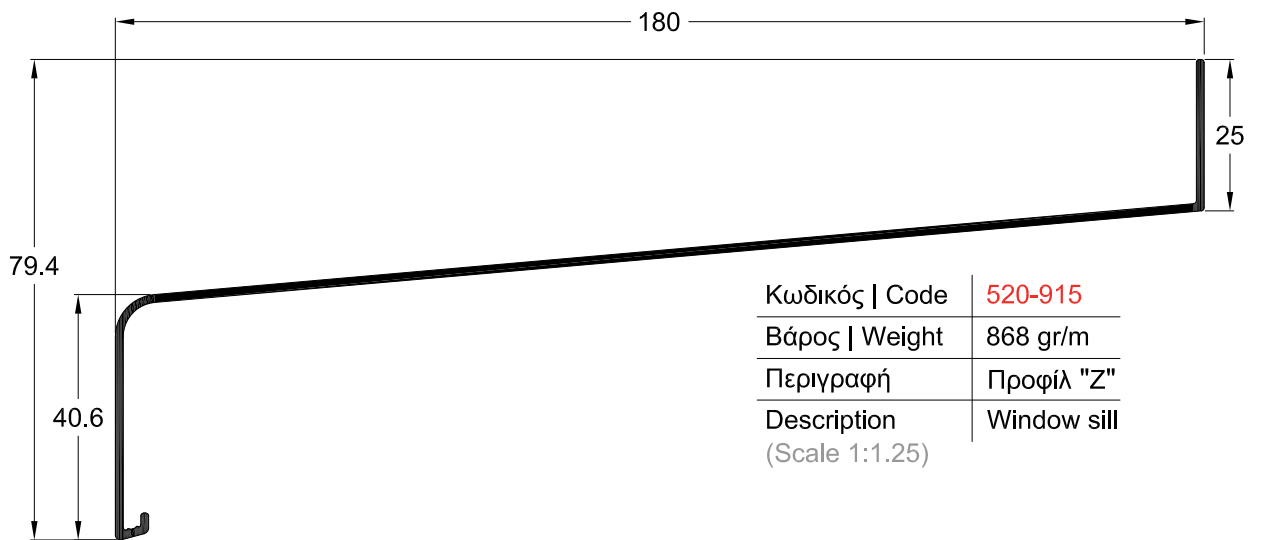 180
25
79.4
40.6
Κωδικός | Code 520-915
Βάρος | Weight 868 gr/m
Περιγραφή Προφίλ "Z"
Description Window sill
(Scale 1:1.25)